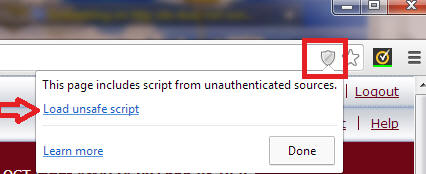 This page includes script from unauthenticated sources.
Load unsafe script
Logout
Help
Learn more
Done